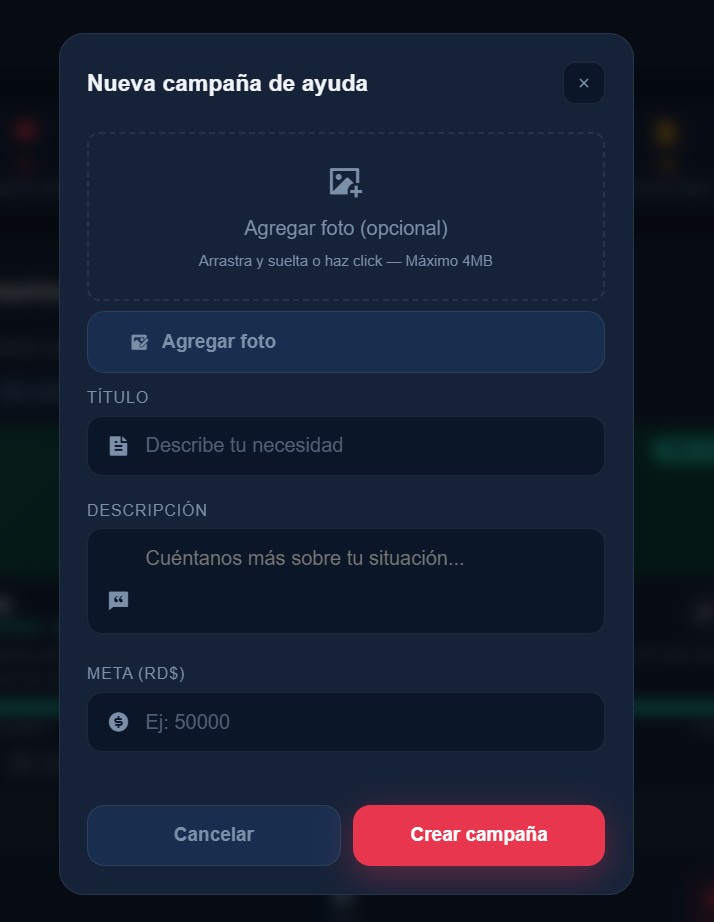 Nueva campaña de ayuda
×
Agregar foto (opcional)
Arrastra y suelta o haz click — Máximo 4MB
Agregar foto
TÍTULO
Describe tu necesidad
DESCRIPCIÓN
Cuéntanos más sobre tu situación...
META (RD$)
Ej: 50000
Cancelar
Crear campaña